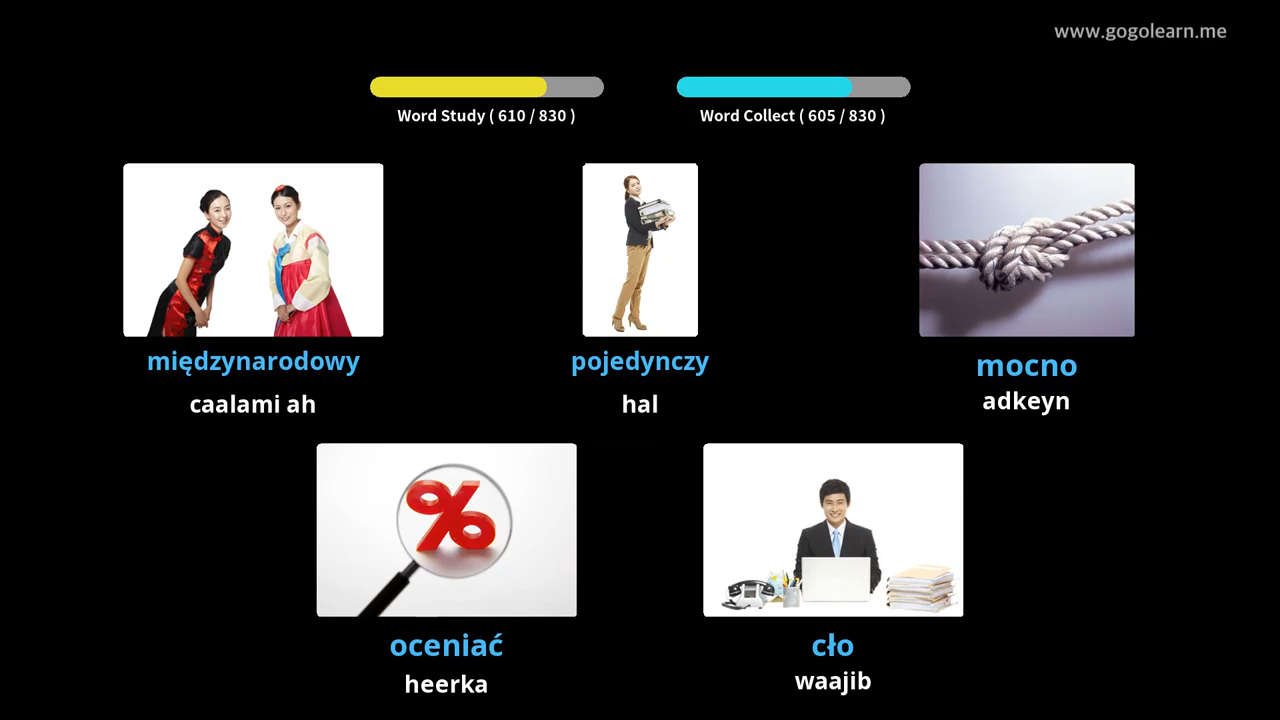 www.gogolearn.me
Word Study ( 610 / 830 )
Word Collect ( 605 / 830 )
międzynarodowy
caalami ah
pojedynczy
hal
mocno
adkeyn
%
oceniać
heerka
cło
waajib